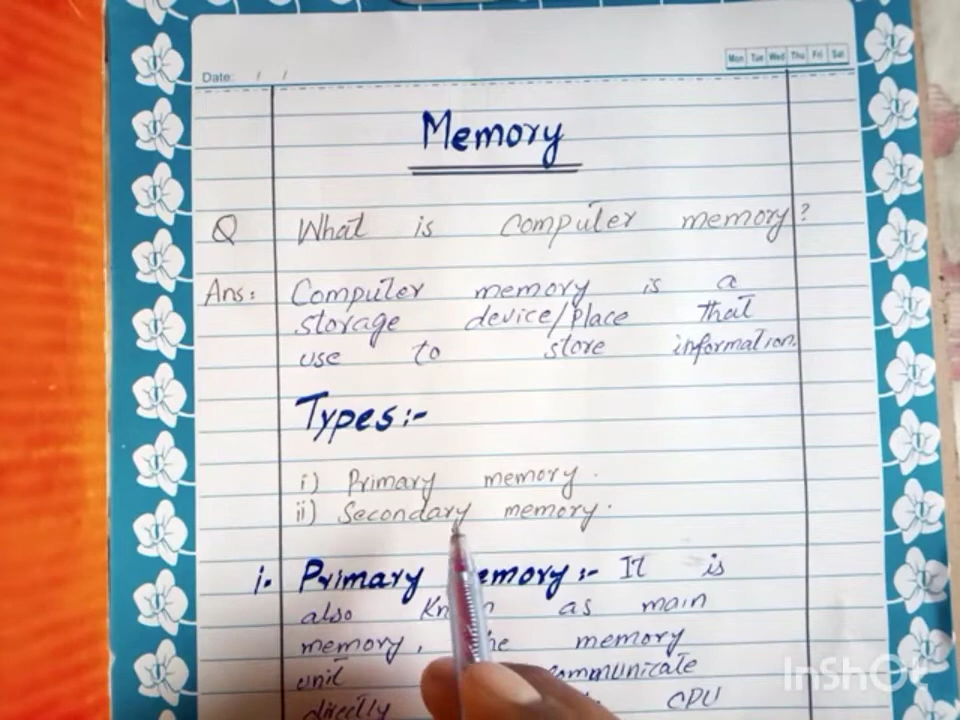 Date: / /
Mon Tue Wed Thu Fri Sat
Memory
Q What is computer memory?
Ans: Computer memory is a
storage device/place that
use to store information.
Types:-
i) Primary memory.
ii) Secondary memory.
i. Primary emory:- It is
also as main
memory, memory
unit
directly CPU
InShOt